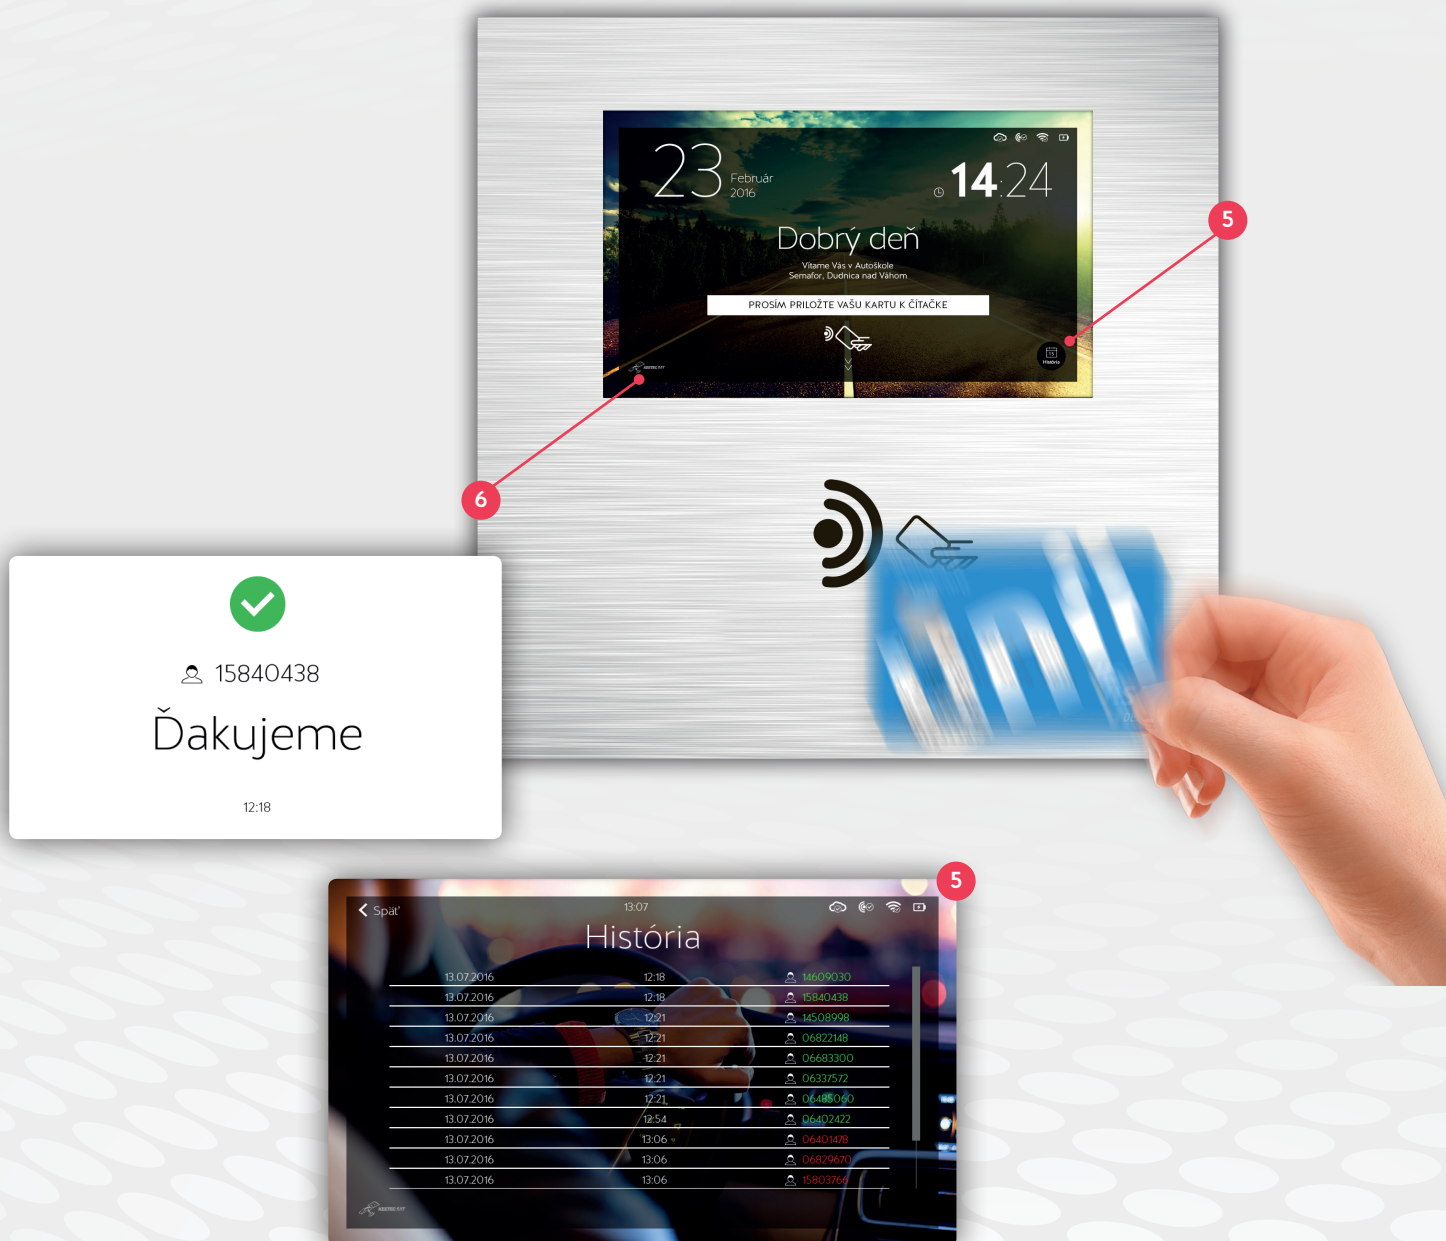 23
Február
2016
14:24
Dobrý deň
Vítame Vás v Autoškole
Semafor, Dudnica nad Váhom
PROSÍM PRILOŽTE VAŠU KARTU K ČÍTAČKE
13
História
5
6
15840438
Ďakujeme
12:18
5
Späť
13:07
História
13.07.2016 12:18 14609030
13.07.2016 12:18 15840438
13.07.2016 12:21 14508998
13.07.2016 12:21 06822148
13.07.2016 12:21 06683300
13.07.2016 12:21 06337572
13.07.2016 12:21 06485060
13.07.2016 12:54 06402422
13.07.2016 13:06 06401478
13.07.2016 13:06 06829670
13.07.2016 13:06 15803766